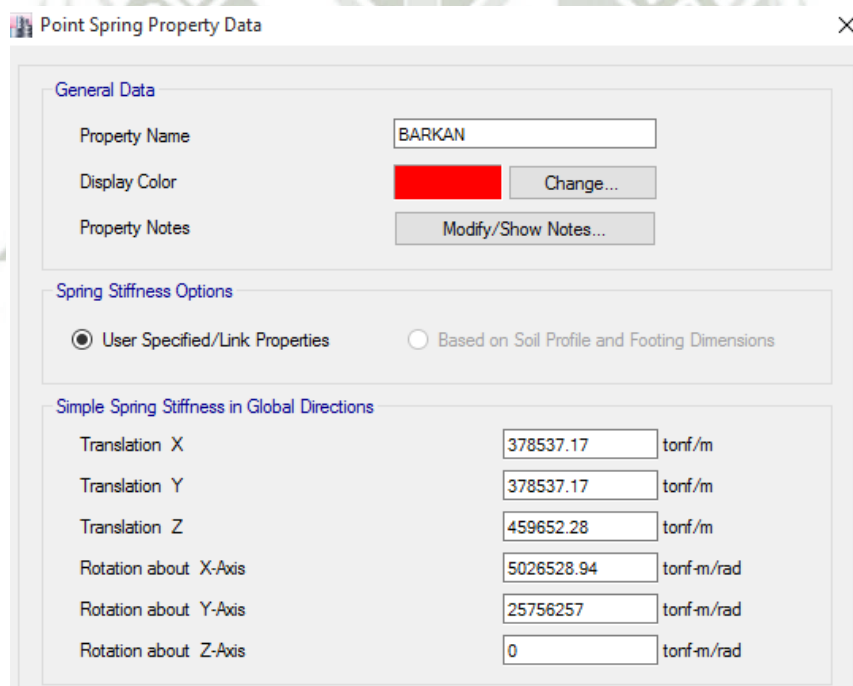 Point Spring Property Data
General Data
Property Name BARKAN
Display Color Change...
Property Notes Modify/Show Notes...
Spring Stiffness Options
User Specified/Link Properties Based on Soil Profile and Footing Dimensions
Simple Spring Stiffness in Global Directions
Translation X 378537.17 tonf/m
Translation Y 378537.17 tonf/m
Translation Z 459652.28 tonf/m
Rotation about X-Axis 5026528.94 tonf-m/rad
Rotation about Y-Axis 25756257 tonf-m/rad
Rotation about Z-Axis 0 tonf-m/rad